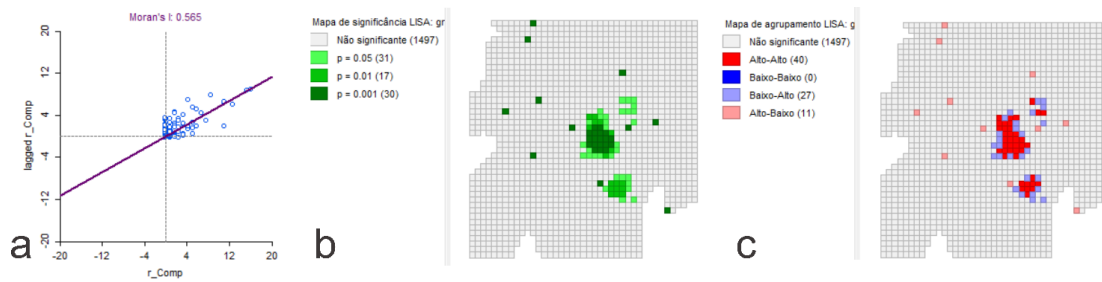 Moran's I: 0.565
20
12
4
-4
-12
-20
lagged r_Comp
-20
-12
-4
4
12
20
r_Comp
a
Mapa de significância LISA: gr
Não significante (1497)
p = 0.05 (31)
p = 0.01 (17)
p = 0.001 (30)
b
Mapa de agrupamento LISA: gr
Não significante (1497)
Alto-Alto (40)
Baixo-Baixo (0)
Baixo-Alto (27)
Alto-Baixo (11)
c